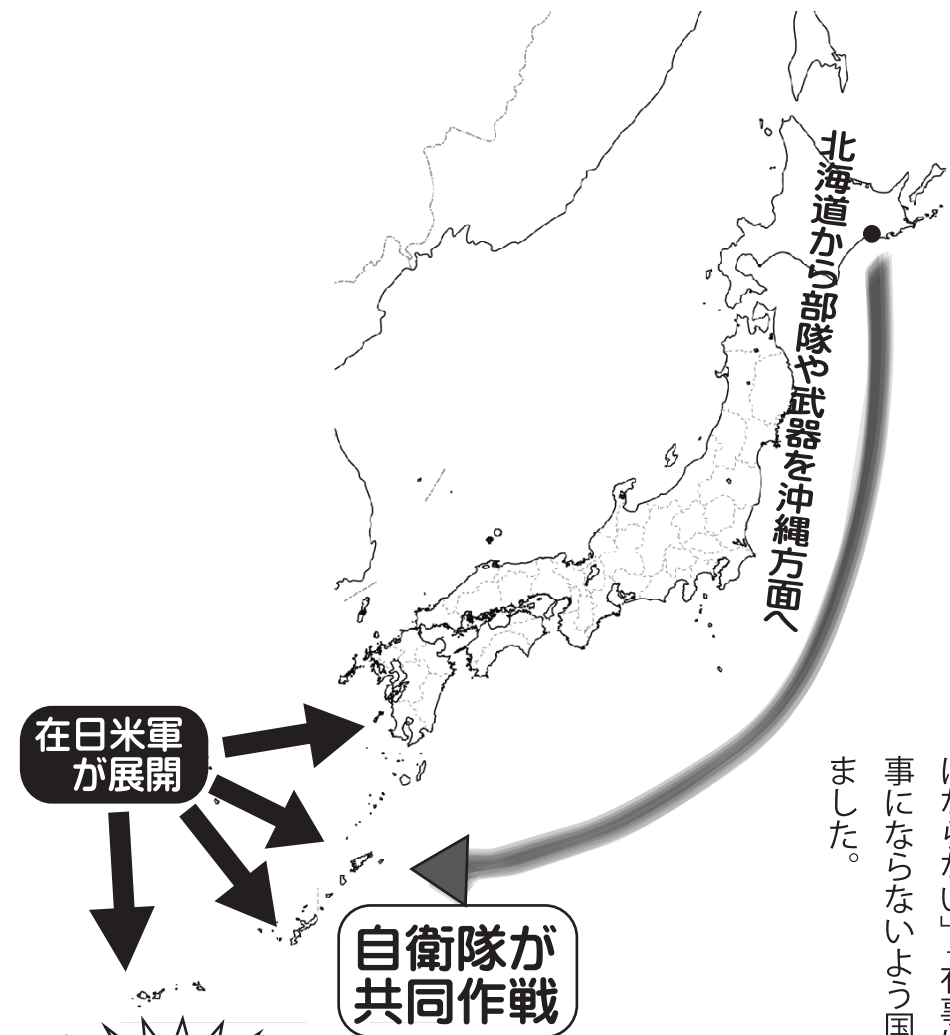 北海道から部隊や武器を沖縄方面へ
在日米軍
が展開
自衛隊が
共同作戦
事にならないよう国
ました。